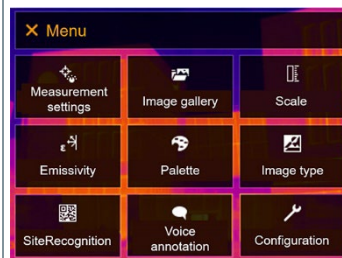 Menu
Measurement
settings
Image gallery
Scale
Emissivity
Palette
Image type
SiteRecognition
Voice
annotation
Configuration